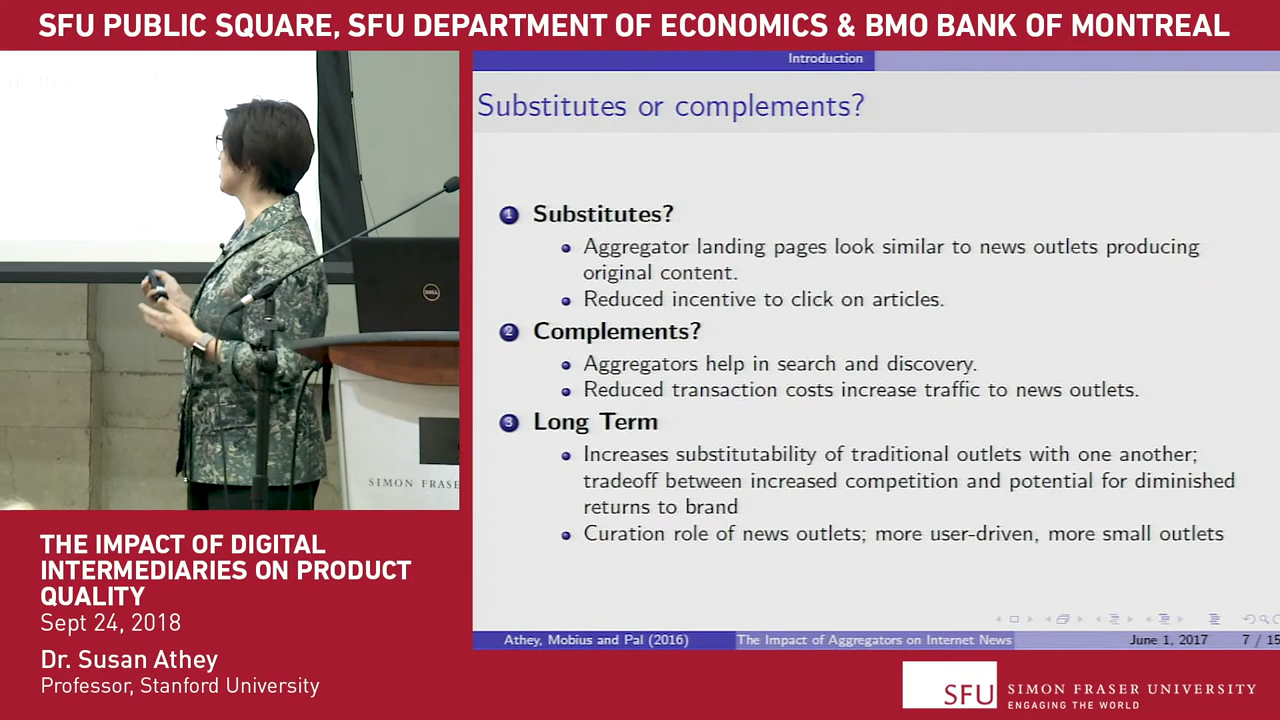 SFU PUBLIC SQUARE, SFU DEPARTMENT OF ECONOMICS & BMO BANK OF MONTREAL
Introduction
Substitutes or complements?
1 Substitutes?
Aggregator landing pages look similar to news outlets producing
original content.
Reduced incentive to click on articles.
2 Complements?
Aggregators help in search and discovery.
Reduced transaction costs increase traffic to news outlets.
3 Long Term
Increases substitutability of traditional outlets with one another;
tradeoff between increased competition and potential for diminished
returns to brand
Curation role of news outlets; more user-driven, more small outlets
Athey, Mobius and Pal (2016) The Impact of Aggregators on Internet News June 1, 2017 7 / 15
DELL
SIMON FRASE
THE IMPACT OF DIGITAL
INTERMEDIARIES ON PRODUCT
QUALITY
Sept 24, 2018
Dr. Susan Athey
Professor, Stanford University
SFU SIMON FRASER UNIVERSITY
ENGAGING THE WORLD